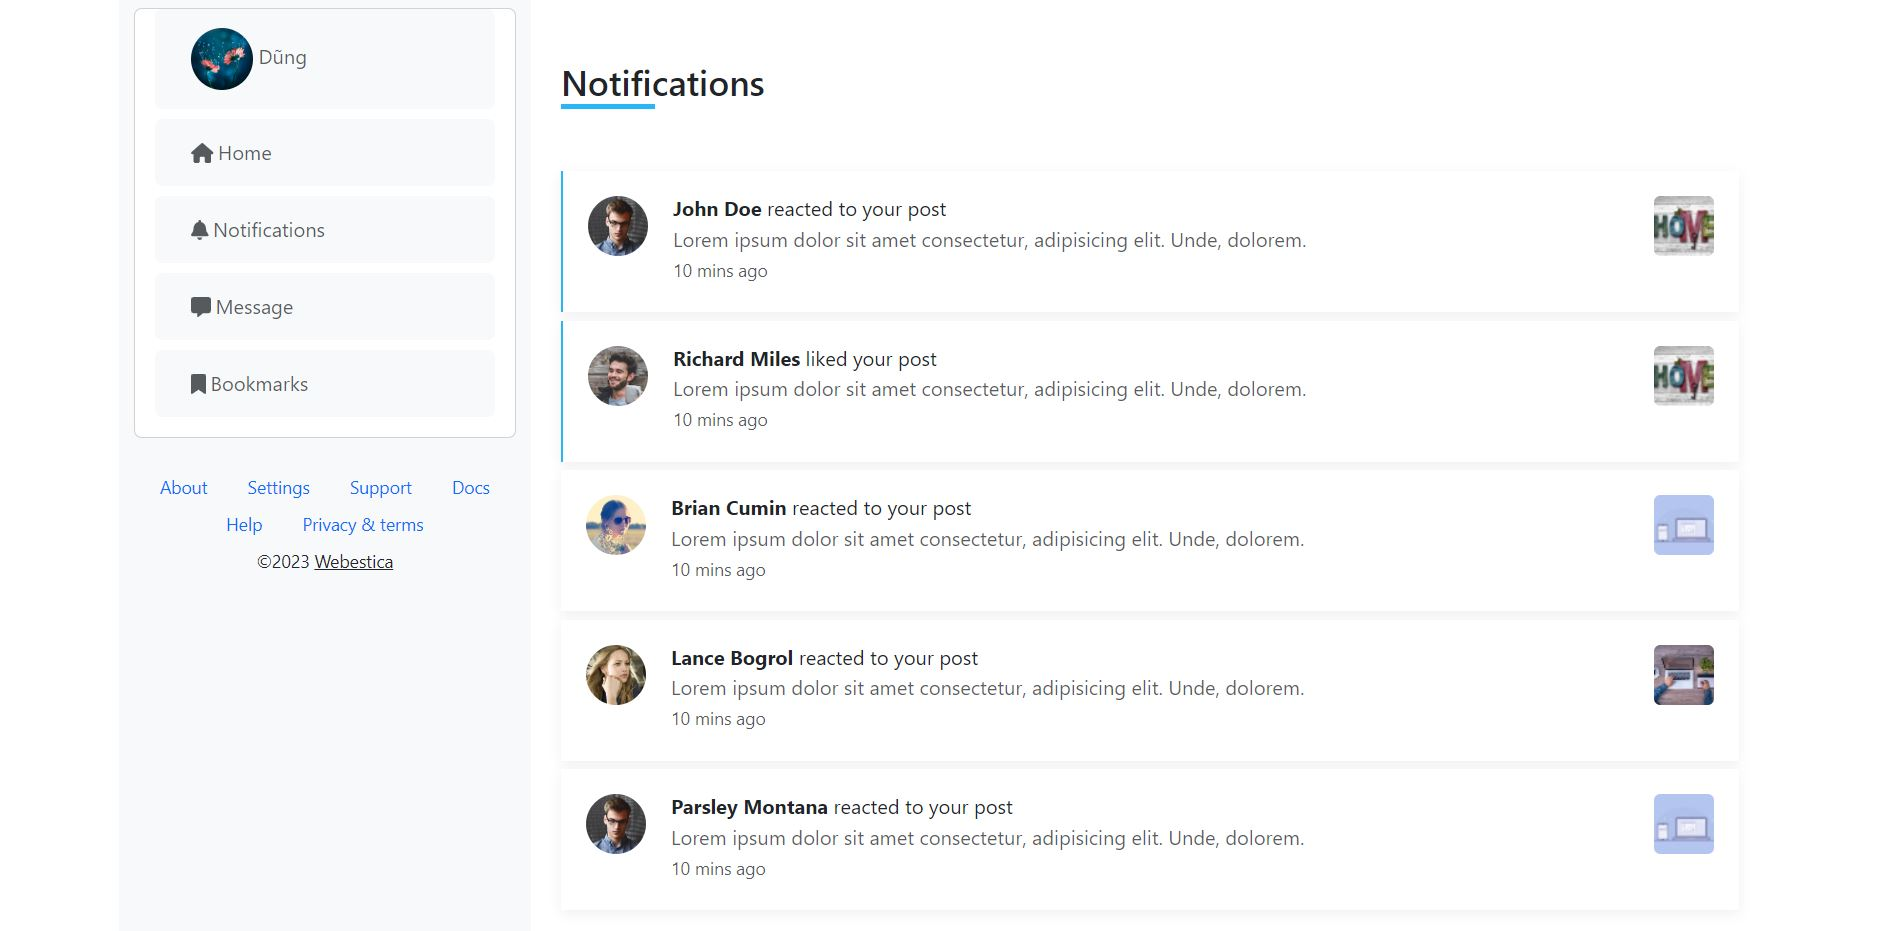 Dũng
Home
Notifications
Message
Bookmarks
About Settings Support Docs
Help Privacy & terms
©2023 Webestica
Notifications
John Doe reacted to your post
Lorem ipsum dolor sit amet consectetur, adipisicing elit. Unde, dolorem.
10 mins ago
HOME
Richard Miles liked your post
Lorem ipsum dolor sit amet consectetur, adipisicing elit. Unde, dolorem.
10 mins ago
HOME
Brian Cumin reacted to your post
Lorem ipsum dolor sit amet consectetur, adipisicing elit. Unde, dolorem.
10 mins ago
Lance Bogrol reacted to your post
Lorem ipsum dolor sit amet consectetur, adipisicing elit. Unde, dolorem.
10 mins ago
Parsley Montana reacted to your post
Lorem ipsum dolor sit amet consectetur, adipisicing elit. Unde, dolorem.
10 mins ago